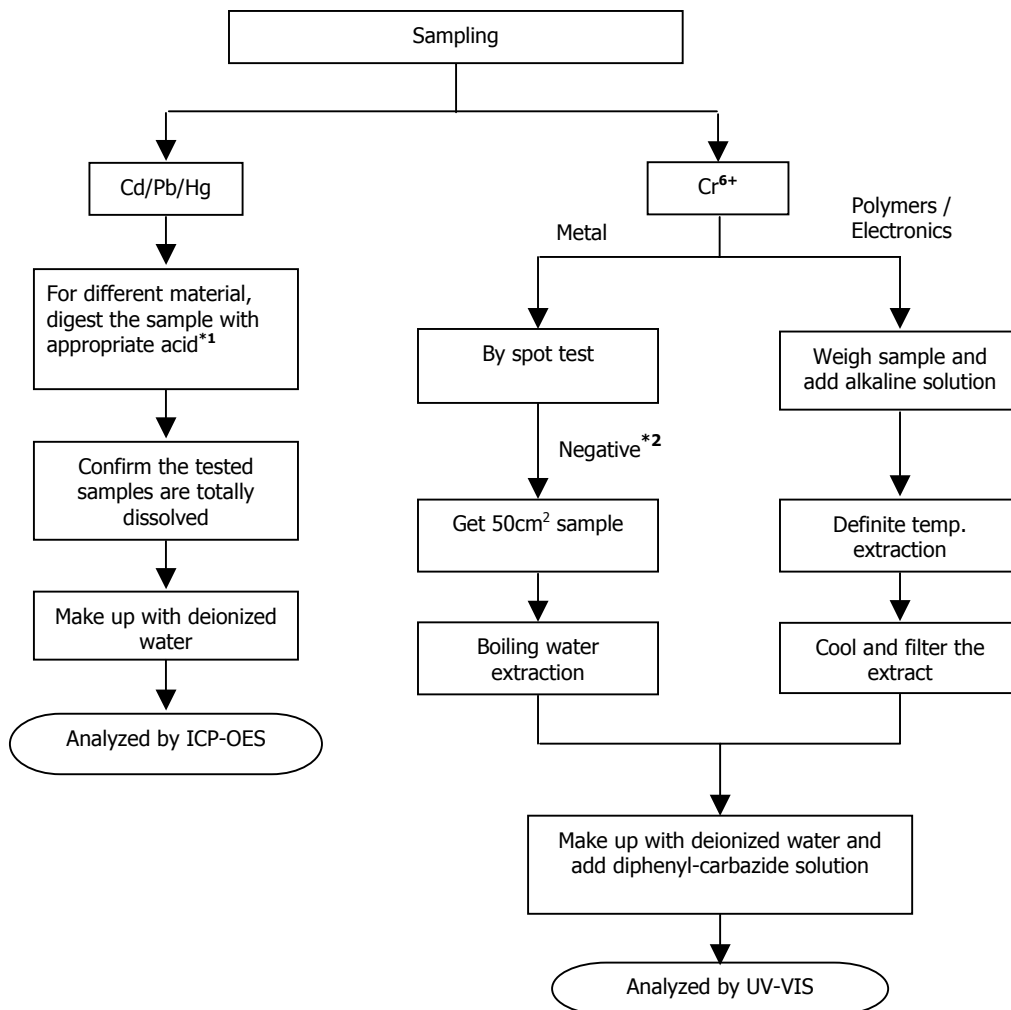 Sampling
Cd/Pb/Hg
For different material,
digest the sample with
appropriate acid*1
Confirm the tested
samples are totally
dissolved
Make up with deionized
water
Analyzed by ICP-OES
Cr6+
Metal
Polymers /
Electronics
By spot test
Negative*2
Get 50cm2 sample
Boiling water
extraction
Weigh sample and
add alkaline solution
Definite temp.
extraction
Cool and filter the
extract
Make up with deionized water and
add diphenyl-carbazide solution
Analyzed by UV-VIS